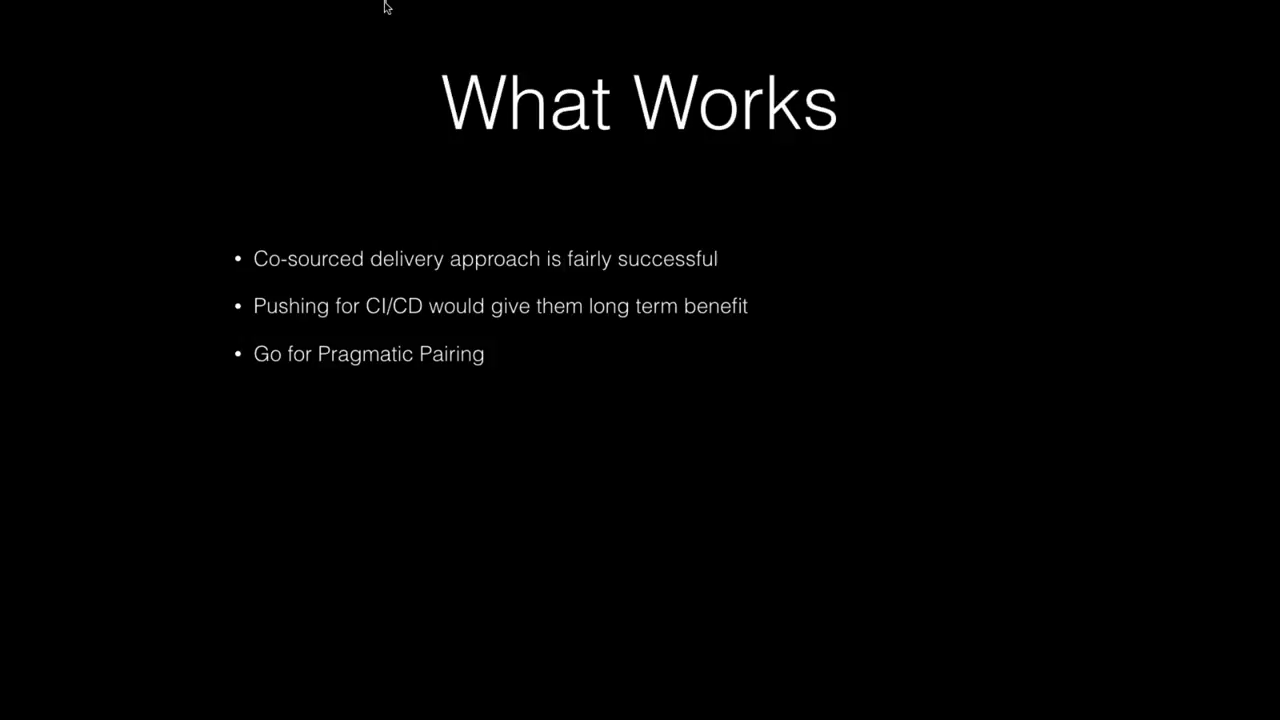 What Works
• Co-sourced delivery approach is fairly successful
• Pushing for CI/CD would give them long term benefit
• Go for Pragmatic Pairing